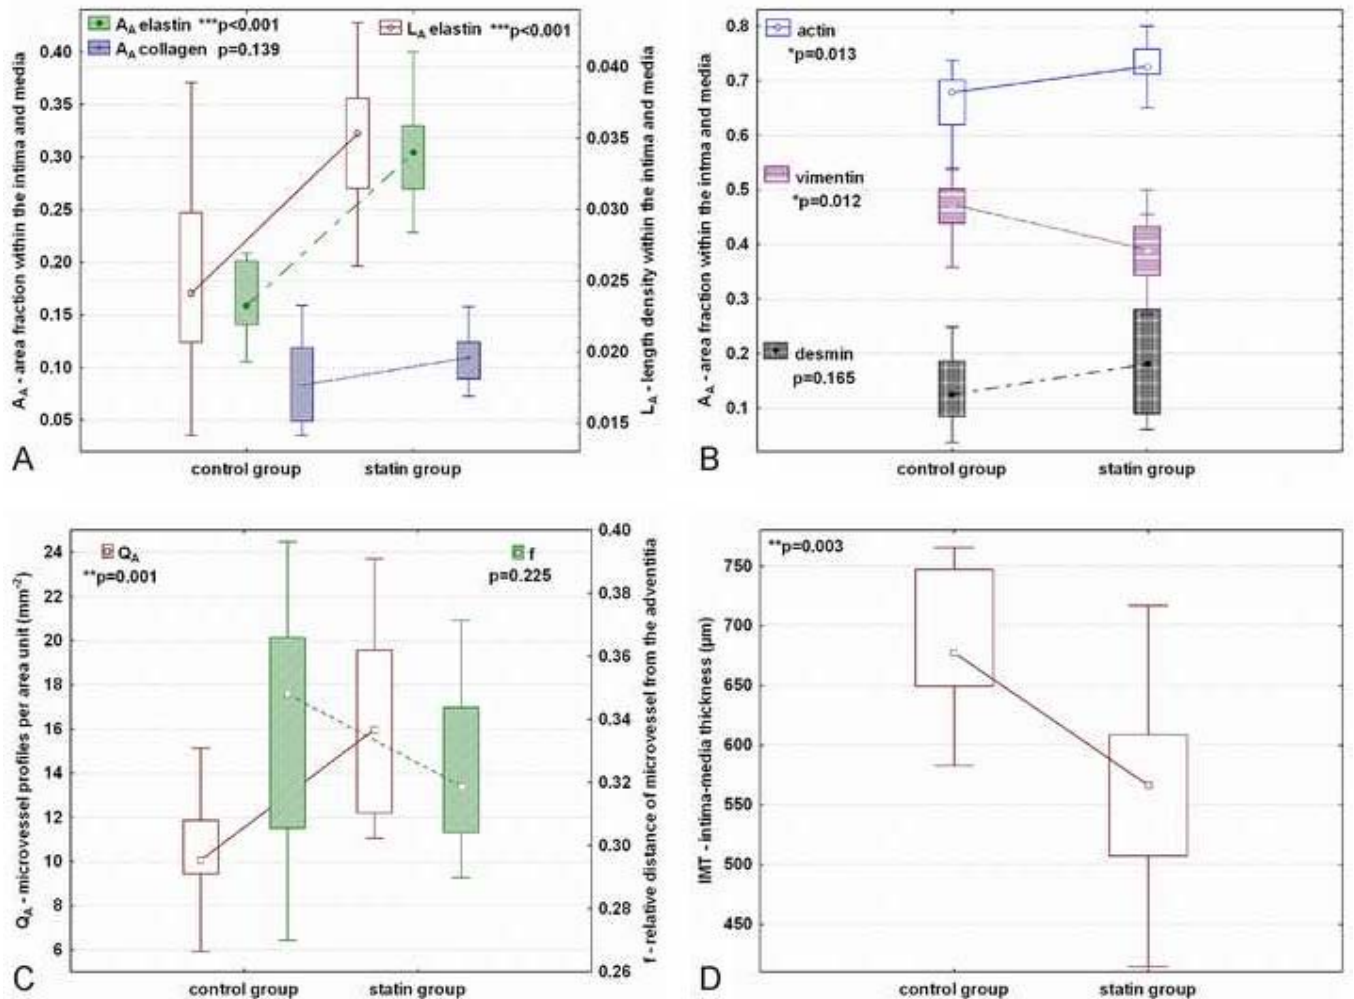 A_A elastin ***p<0.001
L_A elastin ***p<0.001
A_A collagen p=0.139
A_A - area fraction within the intima and media
0.40
0.35
0.30
0.25
0.20
0.15
0.10
0.05
L_A - length density within the intima and media
0.040
0.035
0.030
0.025
0.020
0.015
control group
statin group
A
actin
*p=0.013
vimentin
*p=0.012
desmin
p=0.165
A_A - area fraction within the intima and media
0.8
0.7
0.6
0.5
0.4
0.3
0.2
0.1
control group
statin group
B
Q_A
**p=0.001
f
p=0.225
Q_A - microvessel profiles per area unit (mm⁻²)
24
22
20
18
16
14
12
10
8
6
f - relative distance of microvessel from the adventitia
0.40
0.38
0.36
0.34
0.32
0.30
0.28
0.26
control group
statin group
C
**p=0.003
IMT - intima-media thickness (µm)
750
700
650
600
550
500
450
control group
statin group
D